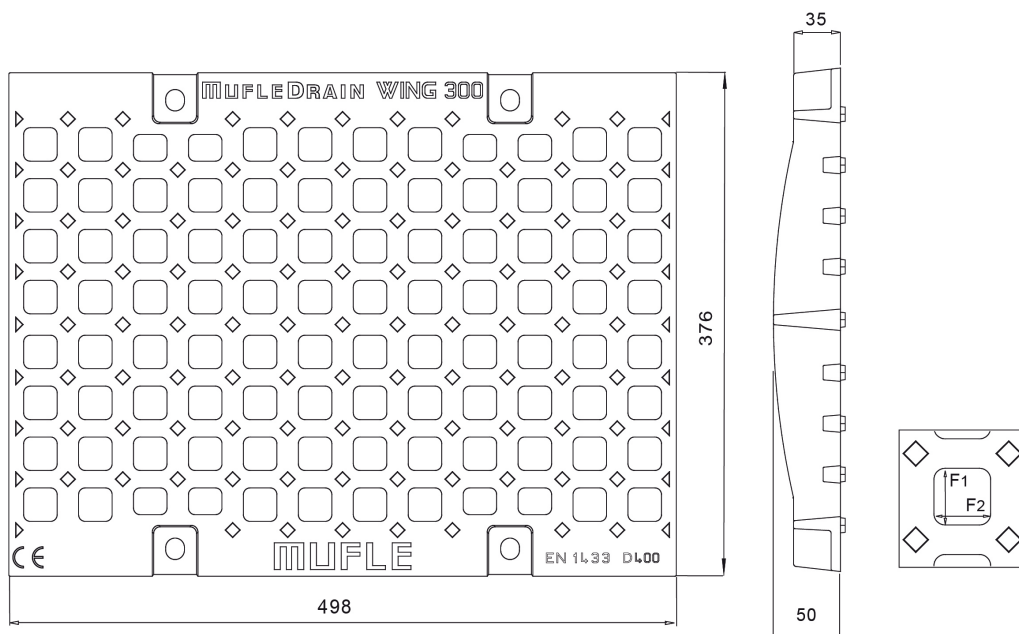 35
MUFLEDRAIN WING 300
376
F1
F2
CE
MUFLE
EN 1433 D400
498
50